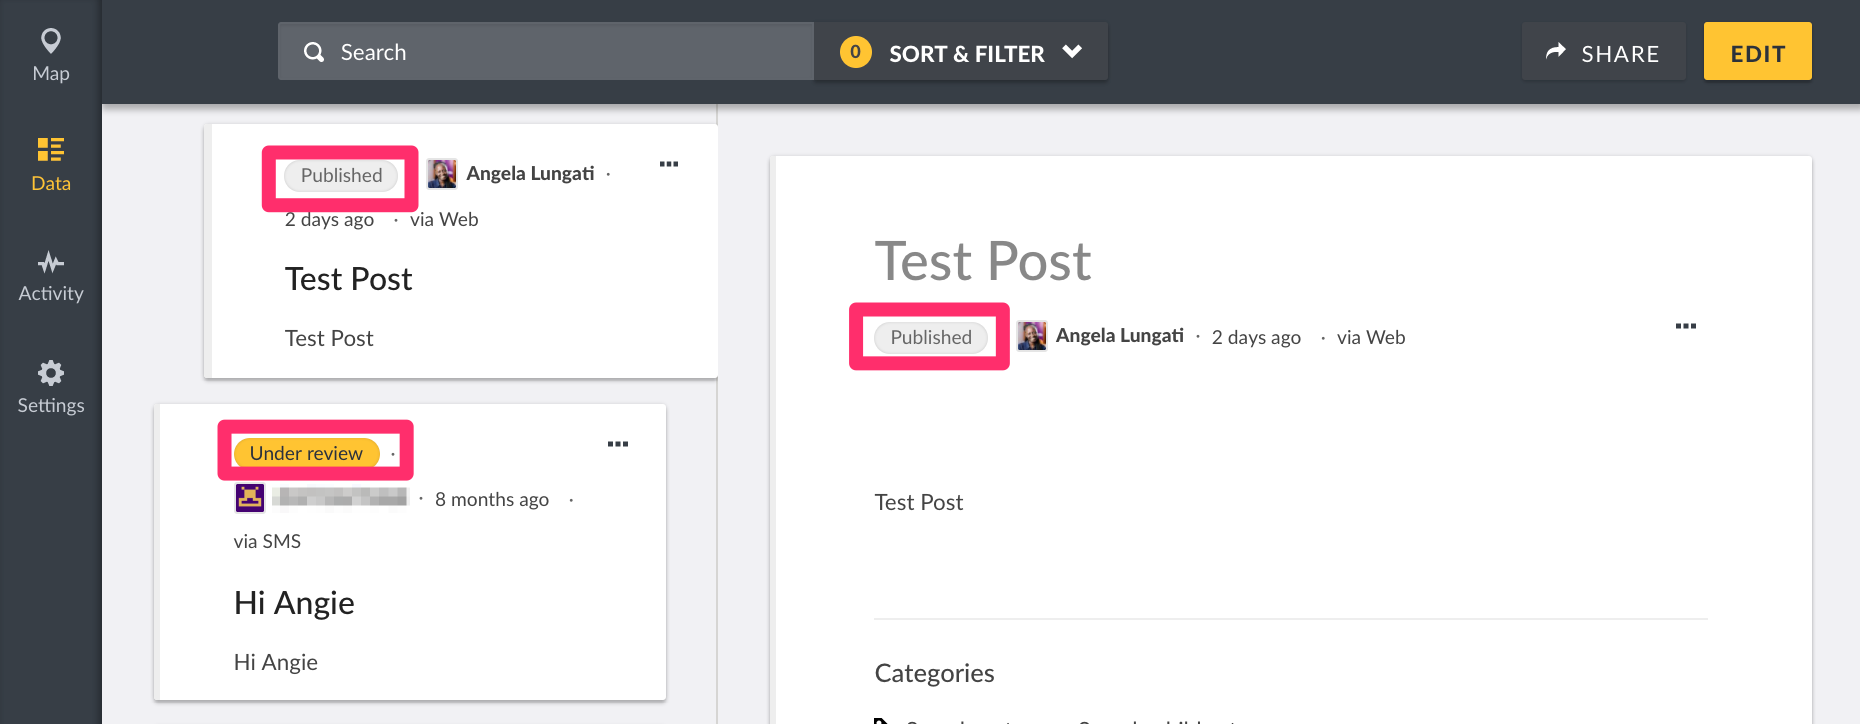 Map
Data
Activity
Settings
Search
0 SORT & FILTER
SHARE
EDIT
Published Angela Lungati ·
2 days ago · via Web
Test Post
Test Post
Under review ·
· 8 months ago ·
via SMS
Hi Angie
Hi Angie
Test Post
Published Angela Lungati · 2 days ago · via Web
Test Post
Categories